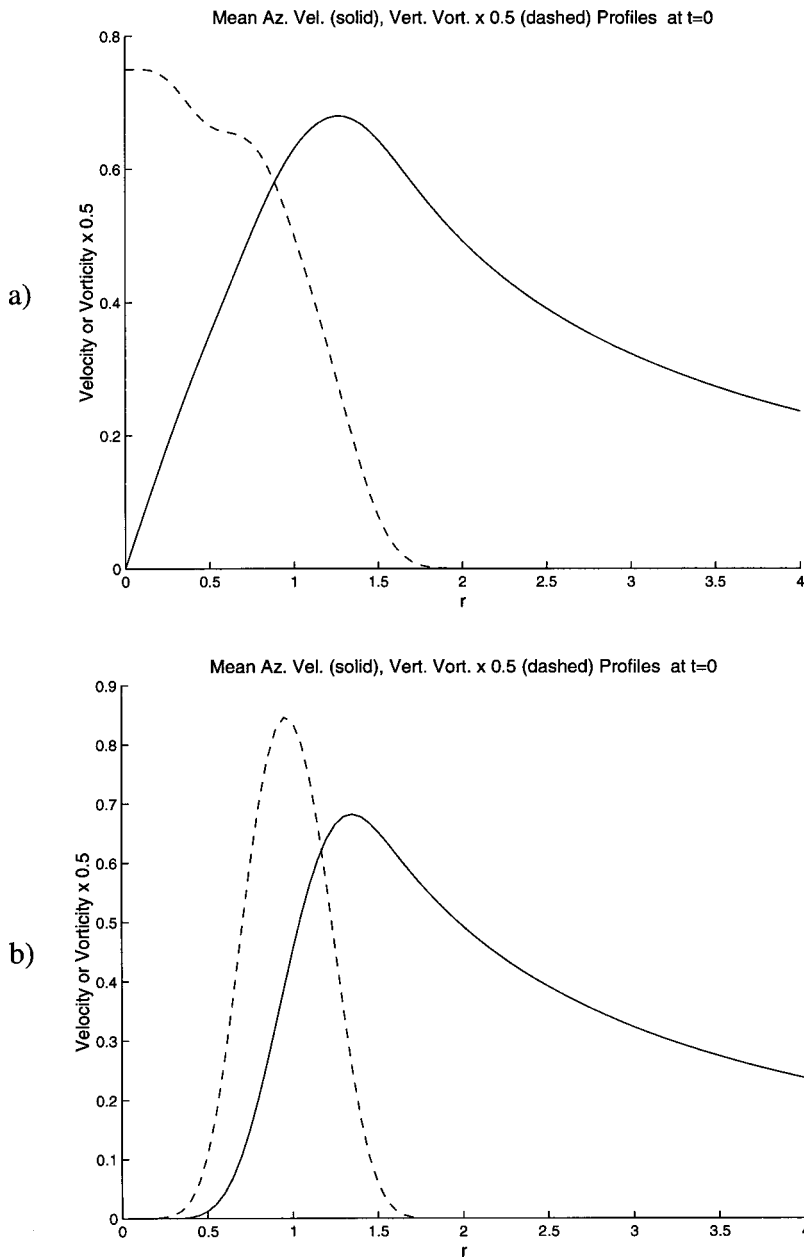 Mean Az. Vel. (solid), Vert. Vort. x 0.5 (dashed) Profiles at t=0
a)
Velocity or Vorticity x 0.5
0.8
0.6
0.4
0.2
0
0 0.5 1 1.5 2 2.5 3 3.5 4
r
Mean Az. Vel. (solid), Vert. Vort. x 0.5 (dashed) Profiles at t=0
b)
Velocity or Vorticity x 0.5
0.9
0.8
0.7
0.6
0.5
0.4
0.3
0.2
0.1
0
0 0.5 1 1.5 2 2.5 3 3.5 4
r